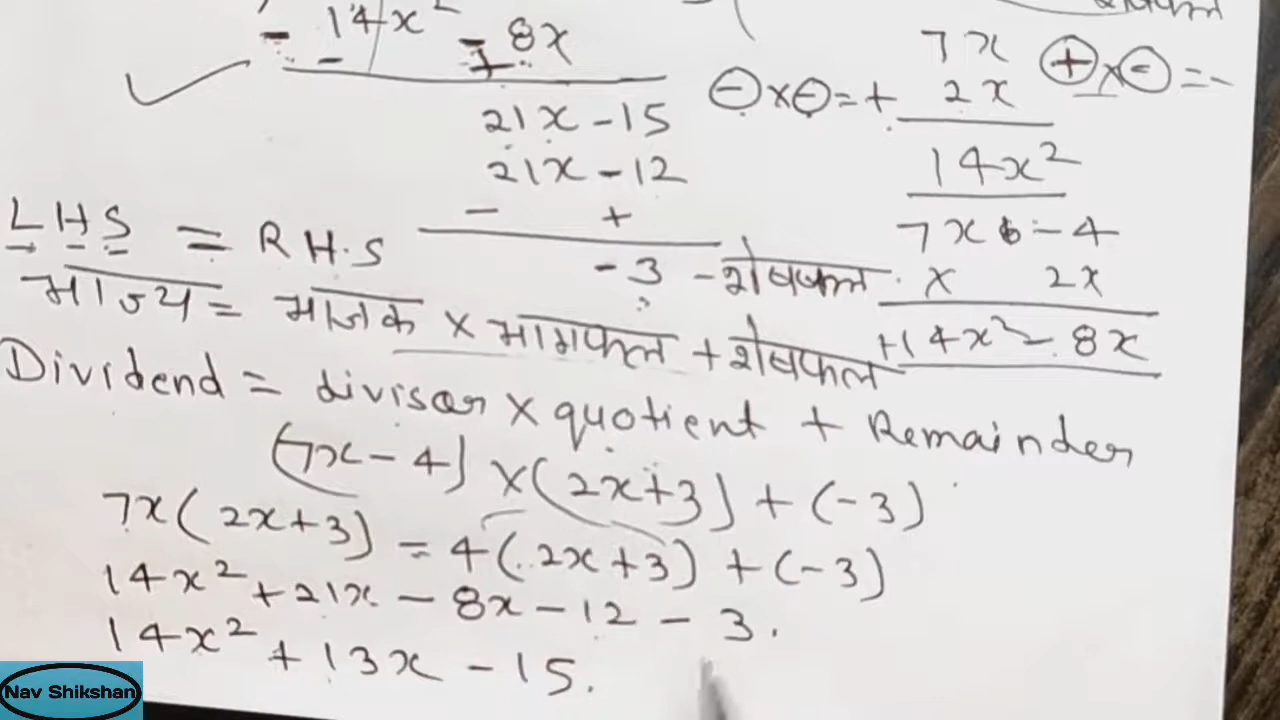 - 14x² - 8x
- +
21x - 15
21x - 12
- +
- 3 - शेषफल
LHS = RH.S
भाज्य = भाजक × भागफल + शेषफल
Dividend = divisor × quotient + Remainder
(7x - 4) × (2x + 3) + (-3)
7x(2x + 3) = 4(2x + 3) + (-3)
14x² + 21x - 8x - 12 - 3.
14x² + 13x - 15.
⊖ × ⊖ = +
7x
2x
14x²
7x - 4
× 2x
+14x² - 8x
⊕ × ⊖ = -
Nav Shikshan